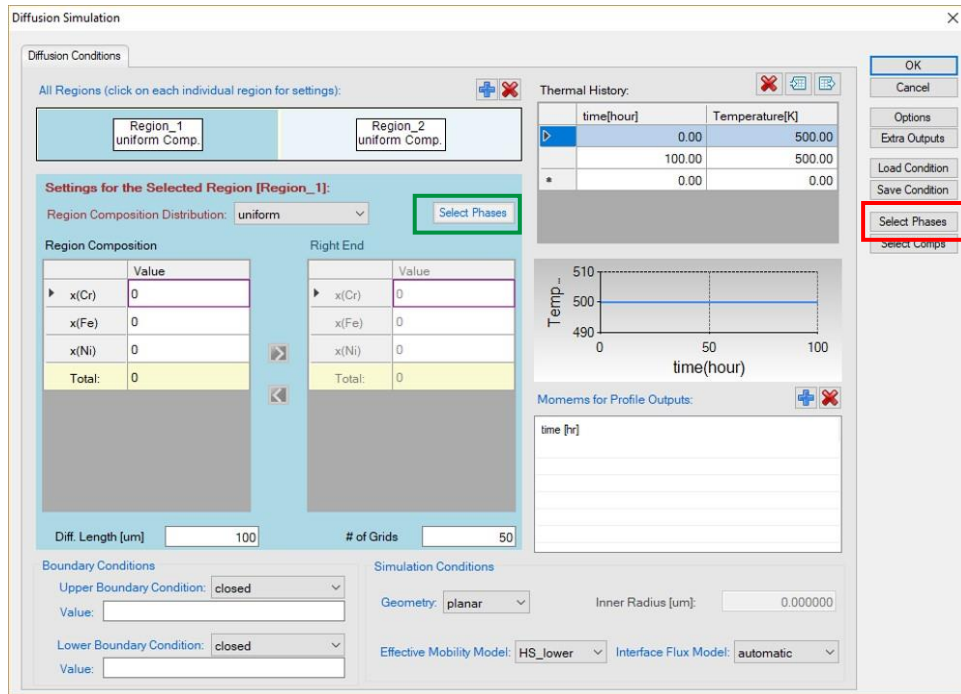 Diffusion Simulation
Diffusion Conditions
All Regions (click on each individual region for settings):
Region_1
uniform Comp.
Region_2
uniform Comp.
Settings for the Selected Region [Region_1]:
Region Composition Distribution: uniform
Select Phases
Region Composition
Right End
Value
x(Cr) 0
x(Fe) 0
x(Ni) 0
Total: 0
Value
x(Cr) 0
x(Fe) 0
x(Ni) 0
Total: 0
Diff. Length [um] 100
# of Grids 50
Boundary Conditions
Upper Boundary Condition: closed
Value:
Lower Boundary Condition: closed
Value:
Thermal History:
time[hour] Temperature[K]
0.00 500.00
100.00 500.00
* 0.00 0.00
Temp_
510
500
490
0 50 100
time(hour)
Moments for Profile Outputs:
time [hr]
Simulation Conditions
Geometry: planar
Inner Radius [um]: 0.000000
Effective Mobility Model: HS_lower
Interface Flux Model: automatic
OK
Cancel
Options
Extra Outputs
Load Condition
Save Condition
Select Phases
Select Comps